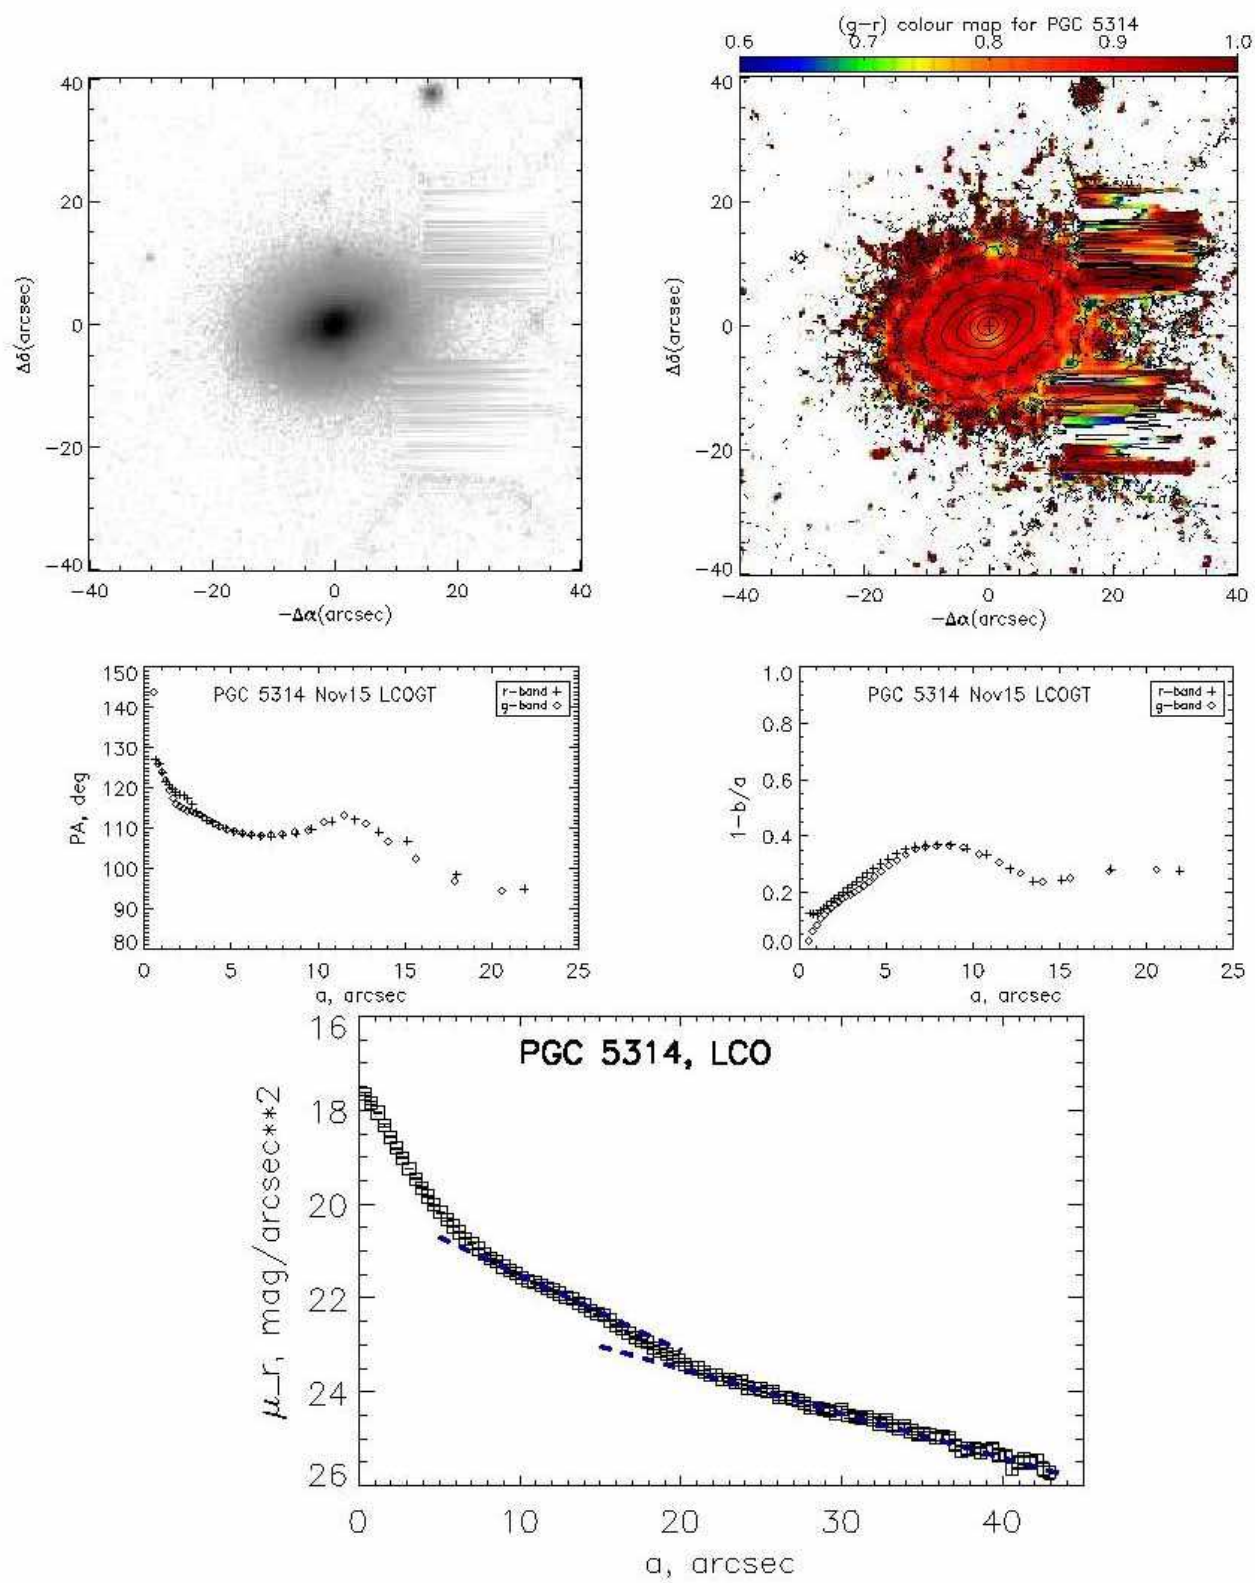 (g−r) colour map for PGC 5314
0.6 0.7 0.8 0.9 1.0
40
20
0
−20
−40
Δδ(arcsec)
−40 −20 0 20 40
−Δα(arcsec)
40
20
0
−20
−40
Δδ(arcsec)
−40 −20 0 20 40
−Δα(arcsec)
PGC 5314 Nov15 LCOGT
r−band +
g−band ◇
150
140
130
120
110
100
90
80
PA, deg
0 5 10 15 20 25
a, arcsec
PGC 5314 Nov15 LCOGT
r−band +
g−band ◇
1.0
0.8
0.6
0.4
0.2
0.0
1−b/a
0 5 10 15 20 25
a, arcsec
PGC 5314, LCO
16
18
20
22
24
26
μ_r, mag/arcsec**2
0 10 20 30 40
a, arcsec